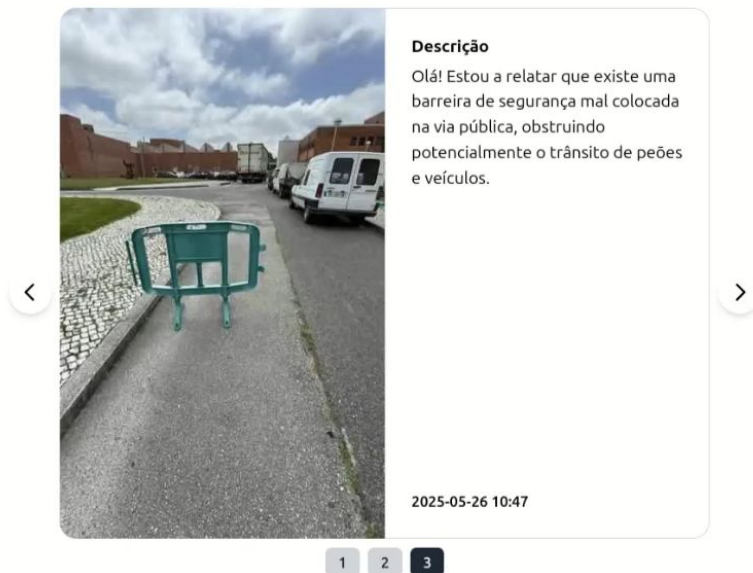 Descrição
Olá! Estou a relatar que existe uma
barreira de segurança mal colocada
na via pública, obstruindo
potencialmente o trânsito de peões
e veículos.
2025-05-26 10:47
1 2 3